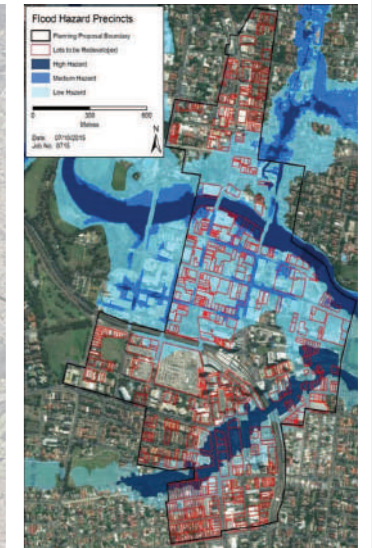 Flood Hazard Precincts
Planning Proposal Boundary
Lots to be Redeveloped
High Hazard
Medium Hazard
Low Hazard
0 300 600
Metres
Date: 07/10/2015
Job No: 9715
N